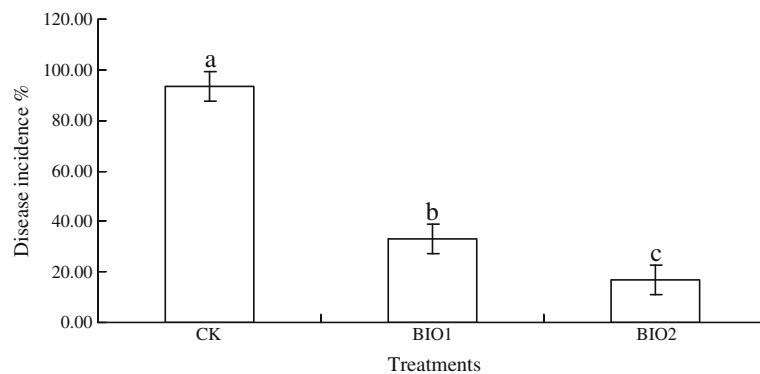 120.00
100.00
80.00
60.00
40.00
20.00
0.00
Disease incidence %
a
b
c
CK
BIO1
BIO2
Treatments